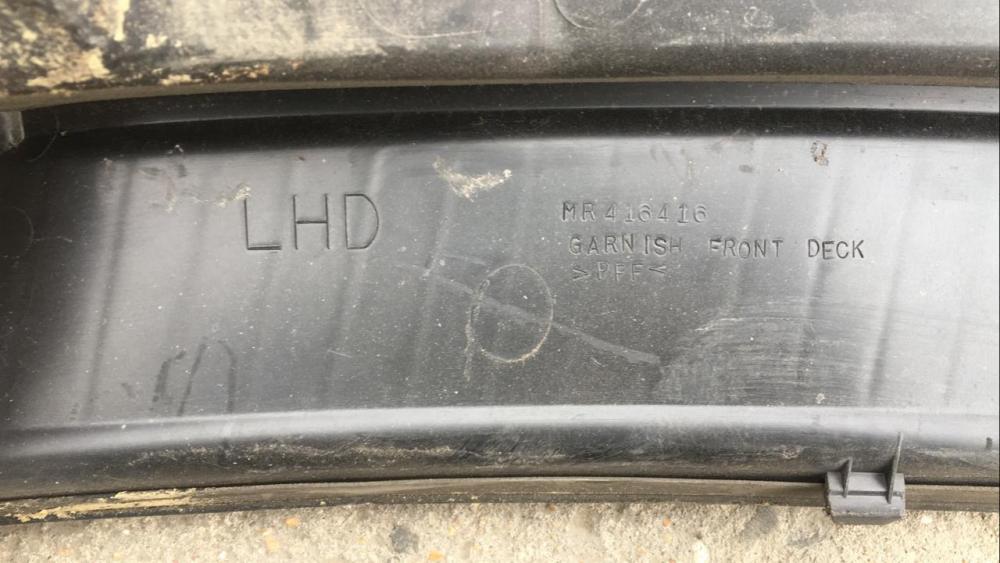 LHD
MR416416
GARNISH FRONT DECK
>PFF<